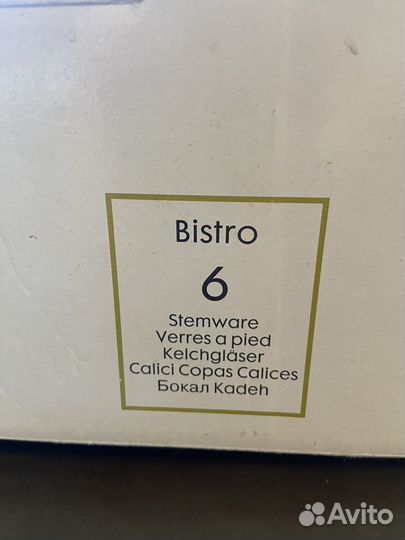 Bistro
6
Stemware
Verres a pied
Kelchgläser
Calici Copas Calices
Бокал Kadeh
Avito